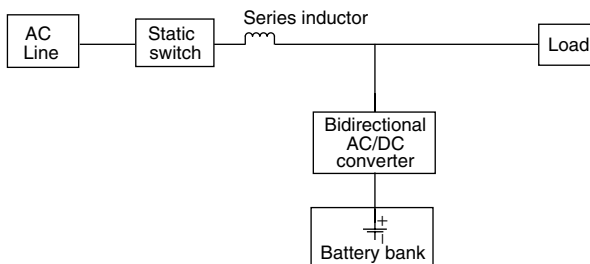 Series inductor
AC
Line
Static
switch
Load
Bidirectional
AC/DC
converter
+
Battery bank